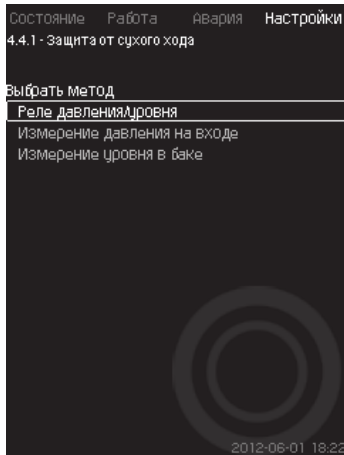 Состояние Работа Авария Настройки
4.4.1 - Защита от сухого хода
Выбрать метод
Реле давления/уровня
Измерение давления на входе
Измерение уровня в баке
2012-06-01 18:22